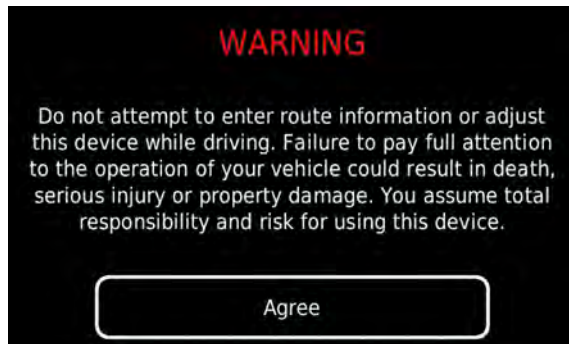 WARNING
Do not attempt to enter route information or adjust
this device while driving. Failure to pay full attention
to the operation of your vehicle could result in death,
serious injury or property damage. You assume total
responsibility and risk for using this device.
Agree